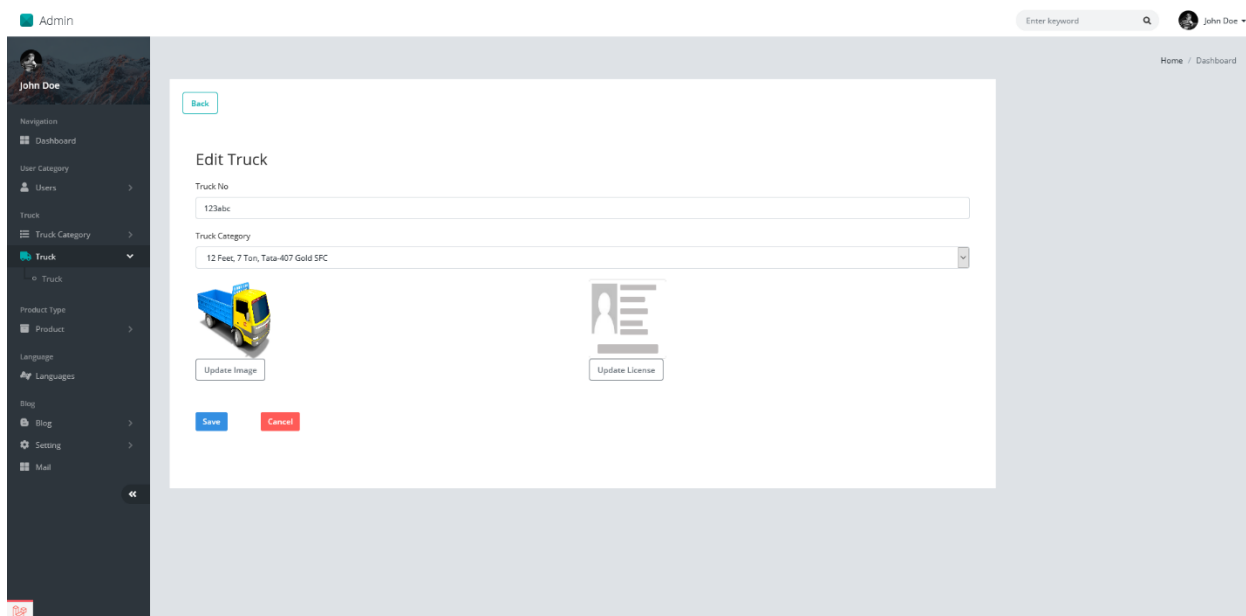 Admin
Enter keyword
John Doe
Home / Dashboard
John Doe
Navigation
Dashboard
User Category
Users
Truck
Truck Category
Truck
Truck
Product Type
Product
Language
Languages
Blog
Blog
Setting
Mail
Back
Edit Truck
Truck No
123abc
Truck Category
12 Feet, 7 Ton, Tata-407 Gold SFC
Update Image Update License
Save Cancel